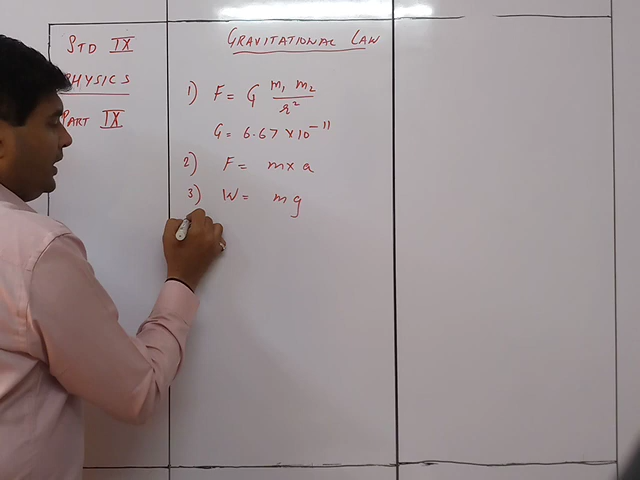 STD IX
PHYSICS
PART IX
GRAVITATIONAL LAW
1) F = G m₁ m₂ / r²
G = 6.67 × 10⁻¹¹
2) F = m × a
3) W = mg